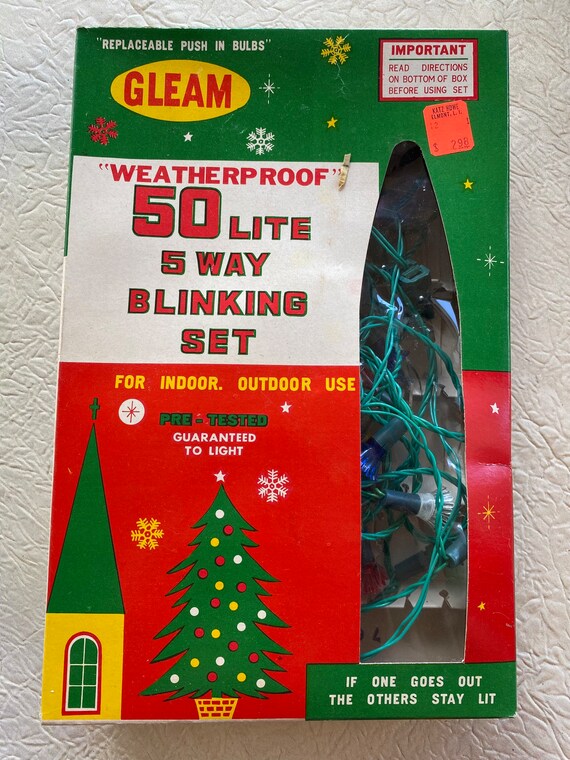 "REPLACEABLE PUSH IN BULBS"
GLEAM
IMPORTANT
READ DIRECTIONS
ON BOTTOM OF BOX
BEFORE USING SET
ELMONT, L.I.
12
$ 2.98
"WEATHERPROOF"
50 LITE
5 WAY
BLINKING
SET
FOR INDOOR. OUTDOOR USE
PRE-TESTED
GUARANTEED
TO LIGHT
IF ONE GOES OUT
THE OTHERS STAY LIT